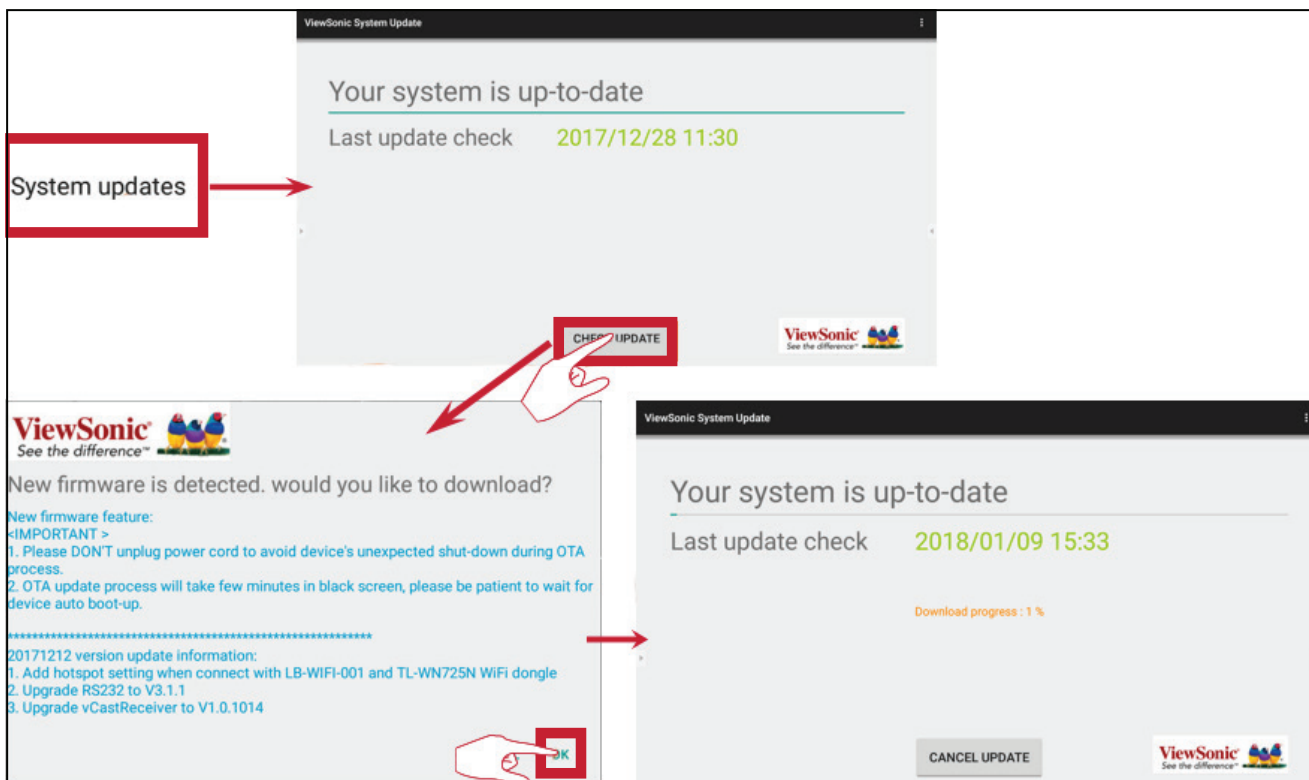 ViewSonic System Update
Your system is up-to-date
Last update check 2017/12/28 11:30
System updates
UPDATE
ViewSonic
See the difference™
ViewSonic®
See the difference™
New firmware is detected. would you like to download?
New firmware feature:
<IMPORTANT >
1. Please DON'T unplug power cord to avoid device's unexpected shut-down during OTA
process.
2. OTA update process will take few minutes in black screen, please be patient to wait for
device auto boot-up.
************************************************************
20171212 version update information:
1. Add hotspot setting when connect with LB-WIFI-001 and TL-WN725N WiFi dongle
2. Upgrade RS232 to V3.1.1
3. Upgrade vCastReceiver to V1.0.1014
OK
ViewSonic System Update
Your system is up-to-date
Last update check 2018/01/09 15:33
Download progress : 1 %
CANCEL UPDATE
ViewSonic
See the difference™